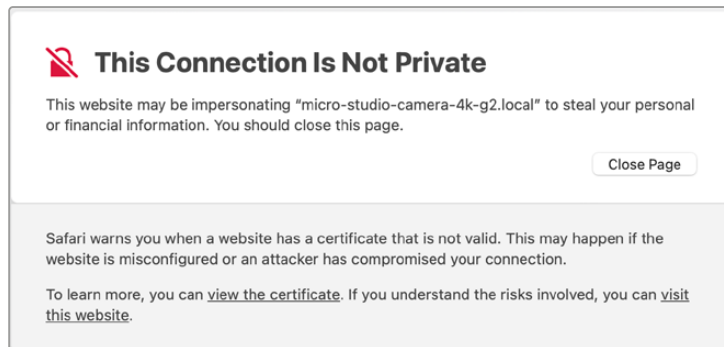 This Connection Is Not Private
This website may be impersonating “micro-studio-camera-4k-g2.local” to steal your personal
or financial information. You should close this page.
Close Page
Safari warns you when a website has a certificate that is not valid. This may happen if the
website is misconfigured or an attacker has compromised your connection.
To learn more, you can view the certificate. If you understand the risks involved, you can visit
this website.